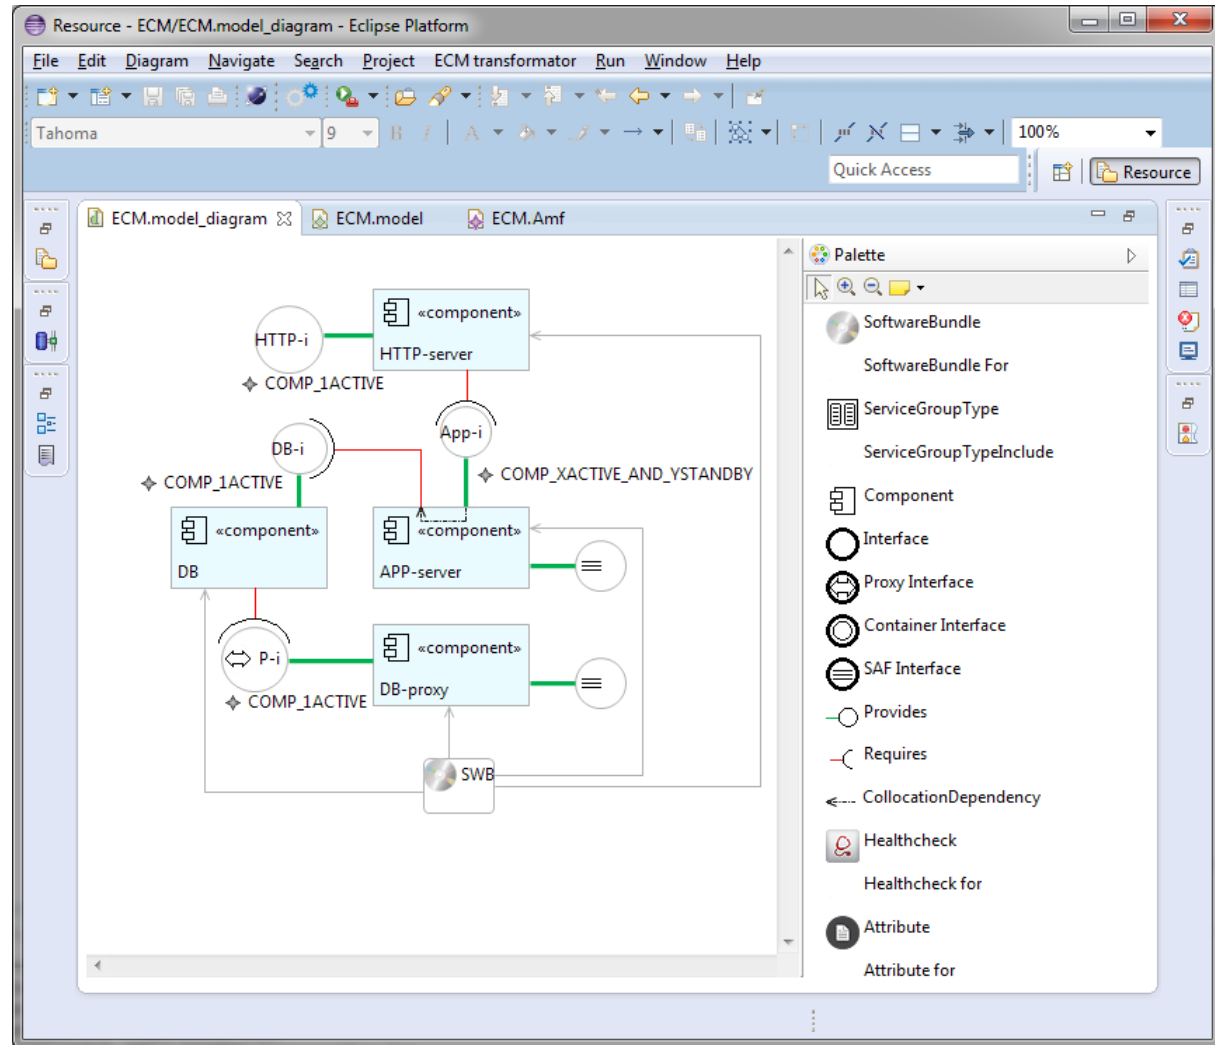 Resource - ECM/ECM.model_diagram - Eclipse Platform
File Edit Diagram Navigate Search Project ECM transformator Run Window Help
Tahoma 9 B I A 100%
Quick Access Resource
ECM.model_diagram ECM.model ECM.Amf
Palette
«component»
HTTP-server
HTTP-i
COMP_1ACTIVE
App-i
DB-i
COMP_XACTIVE_AND_YSTANDBY
COMP_1ACTIVE
«component»
DB
«component»
APP-server
P-i
«component»
DB-proxy
COMP_1ACTIVE
SWB
SoftwareBundle
SoftwareBundle For
ServiceGroupType
ServiceGroupTypeInclude
Component
Interface
Proxy Interface
Container Interface
SAF Interface
Provides
Requires
CollocationDependency
Healthcheck
Healthcheck for
Attribute
Attribute for